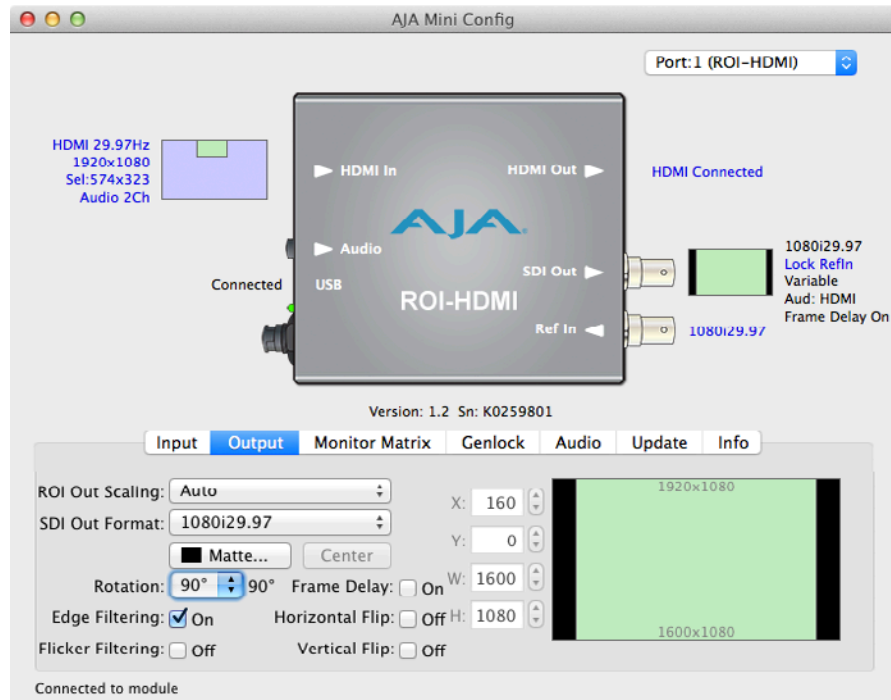 AJA Mini Config
Port:1 (ROI-HDMI)
HDMI 29.97Hz
1920x1080
Sel:574x323
Audio 2Ch
HDMI In
HDMI Out
HDMI Connected
AJA
Audio
Connected
USB
SDI Out
ROI-HDMI
Ref In
1080i29.97
Lock RefIn
Variable
Aud: HDMI
Frame Delay On
1080i29.97
Version: 1.2 Sn: K0259801
Input Output Monitor Matrix Genlock Audio Update Info
ROI Out Scaling: Auto
SDI Out Format: 1080i29.97
Matte... Center
Rotation: 90° 90° Frame Delay: On
Edge Filtering: On Horizontal Flip: Off
Flicker Filtering: Off Vertical Flip: Off
X: 160
Y: 0
W: 1600
H: 1080
1920x1080
1600x1080
Connected to module